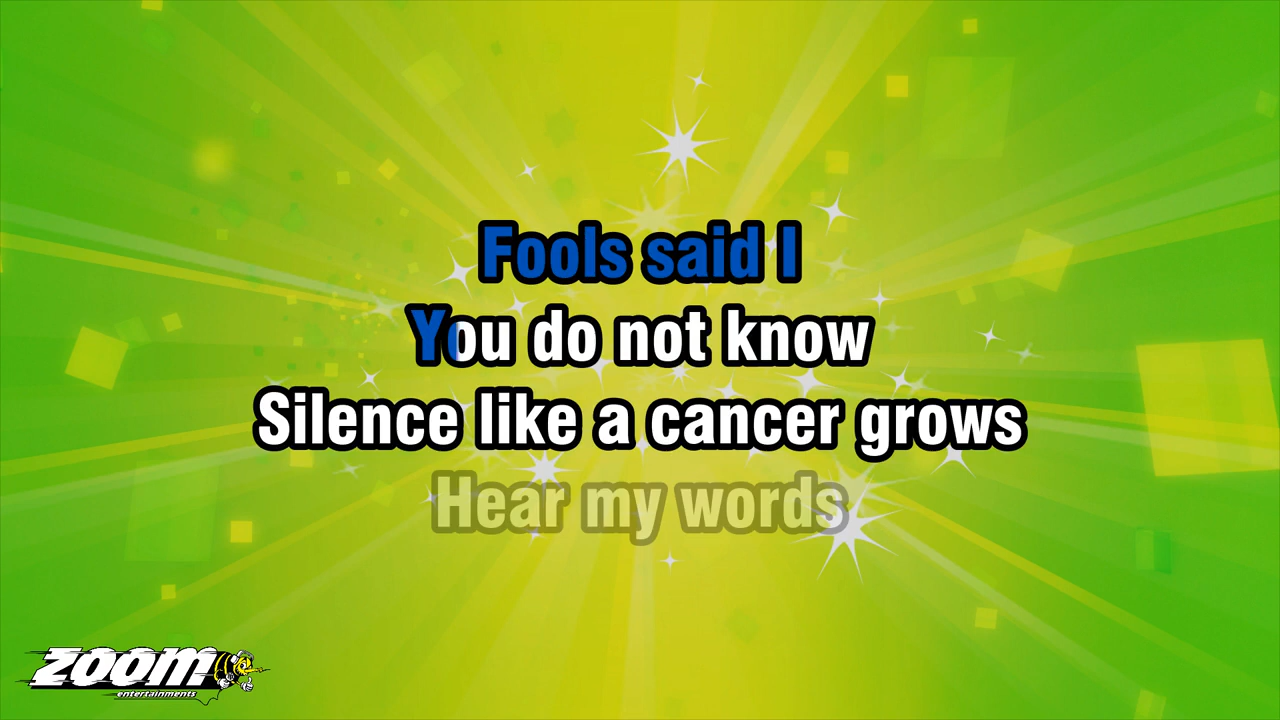 Fools said I
You do not know
Silence like a cancer grows
Hear my words
zoom
entertainments